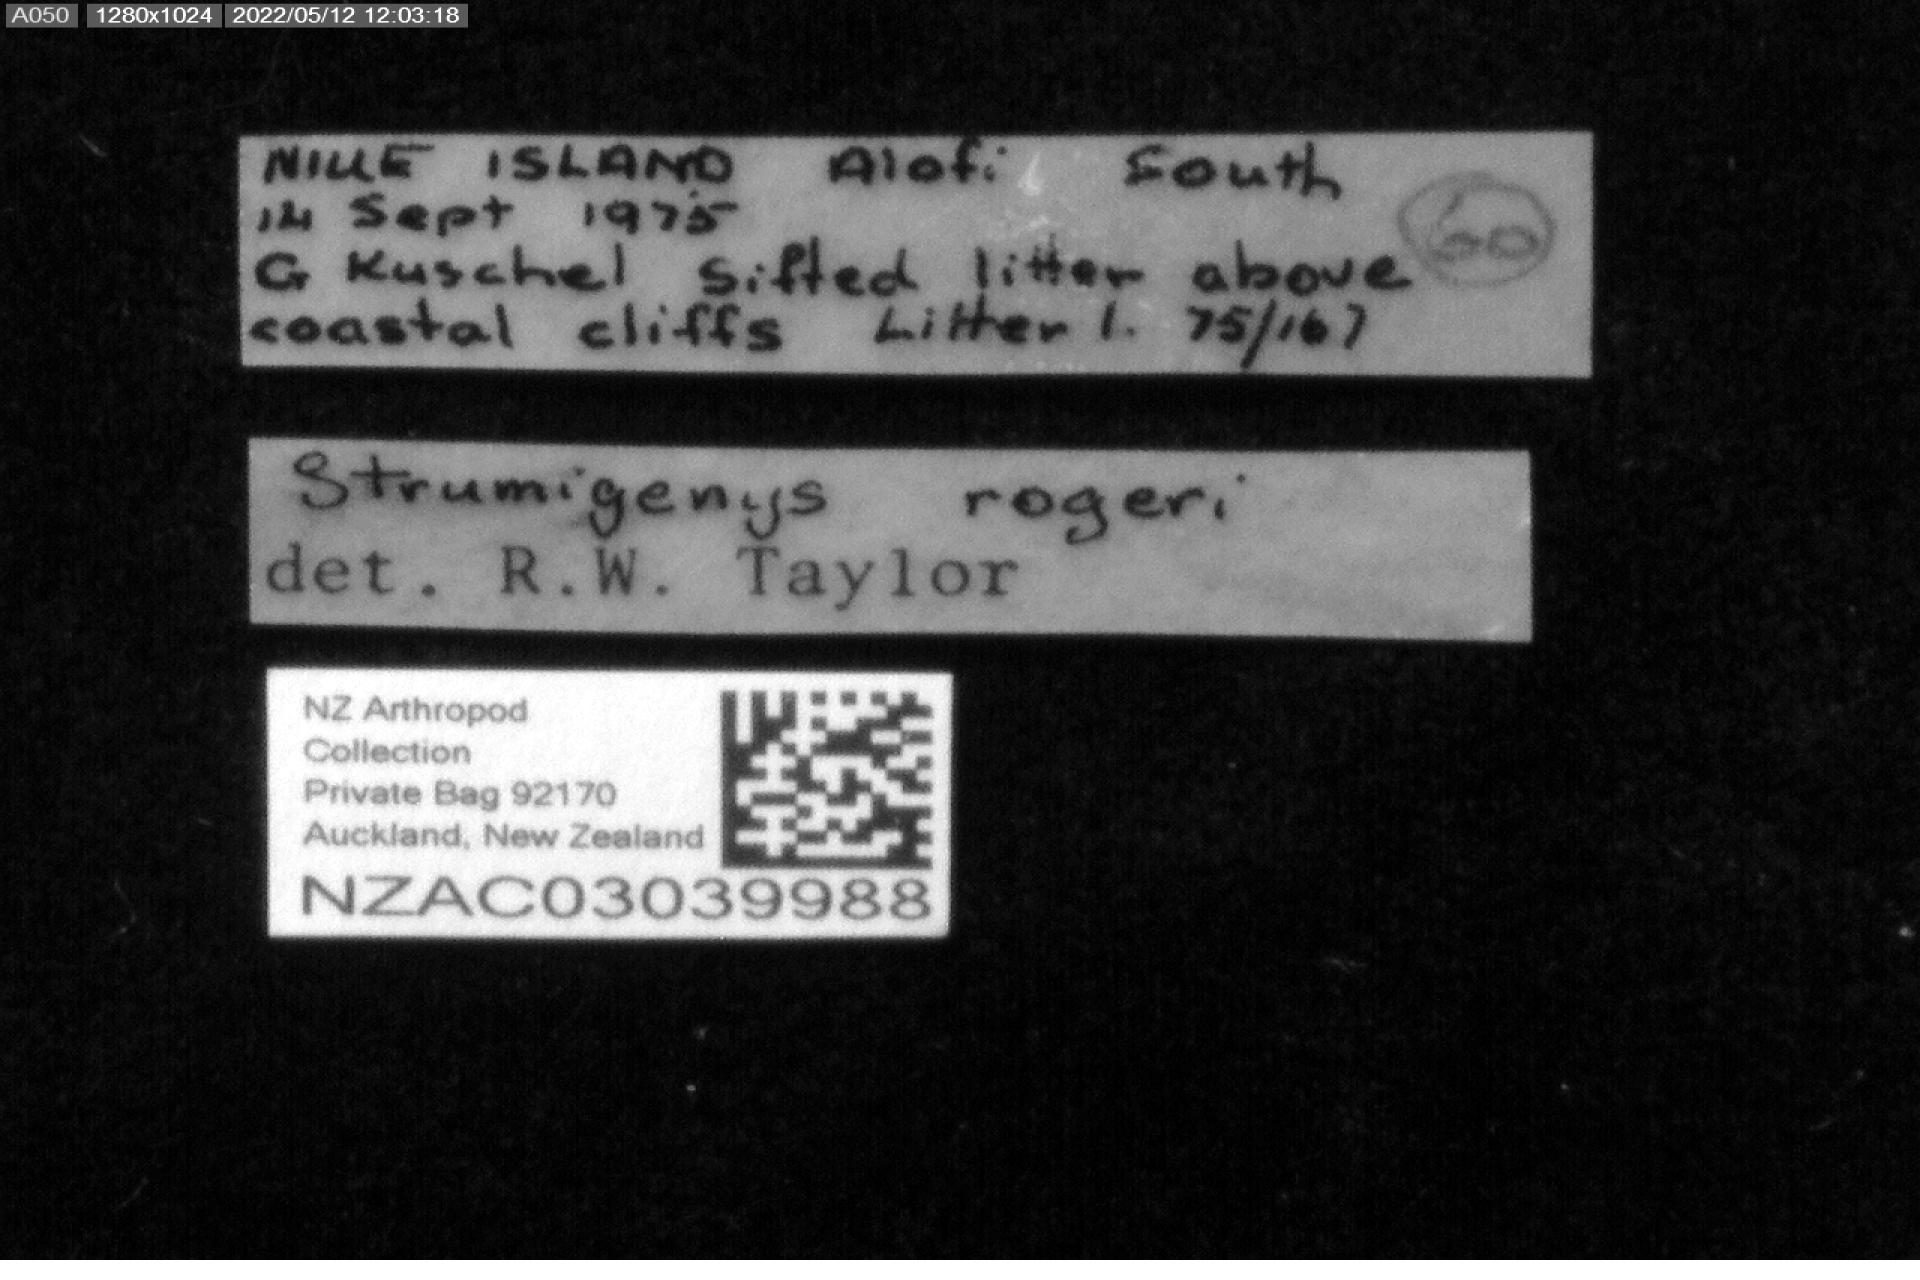 A050 1280x1024 2022/05/12 12:03:18
NIUE ISLAND Alofi South
14 Sept 1975
G Kuschel sifted litter above
coastal cliffs Litter 1. 75/167
60
Strumigenys rogeri
det. R.W. Taylor
NZ Arthropod
Collection
Private Bag 92170
Auckland, New Zealand
NZAC03039988